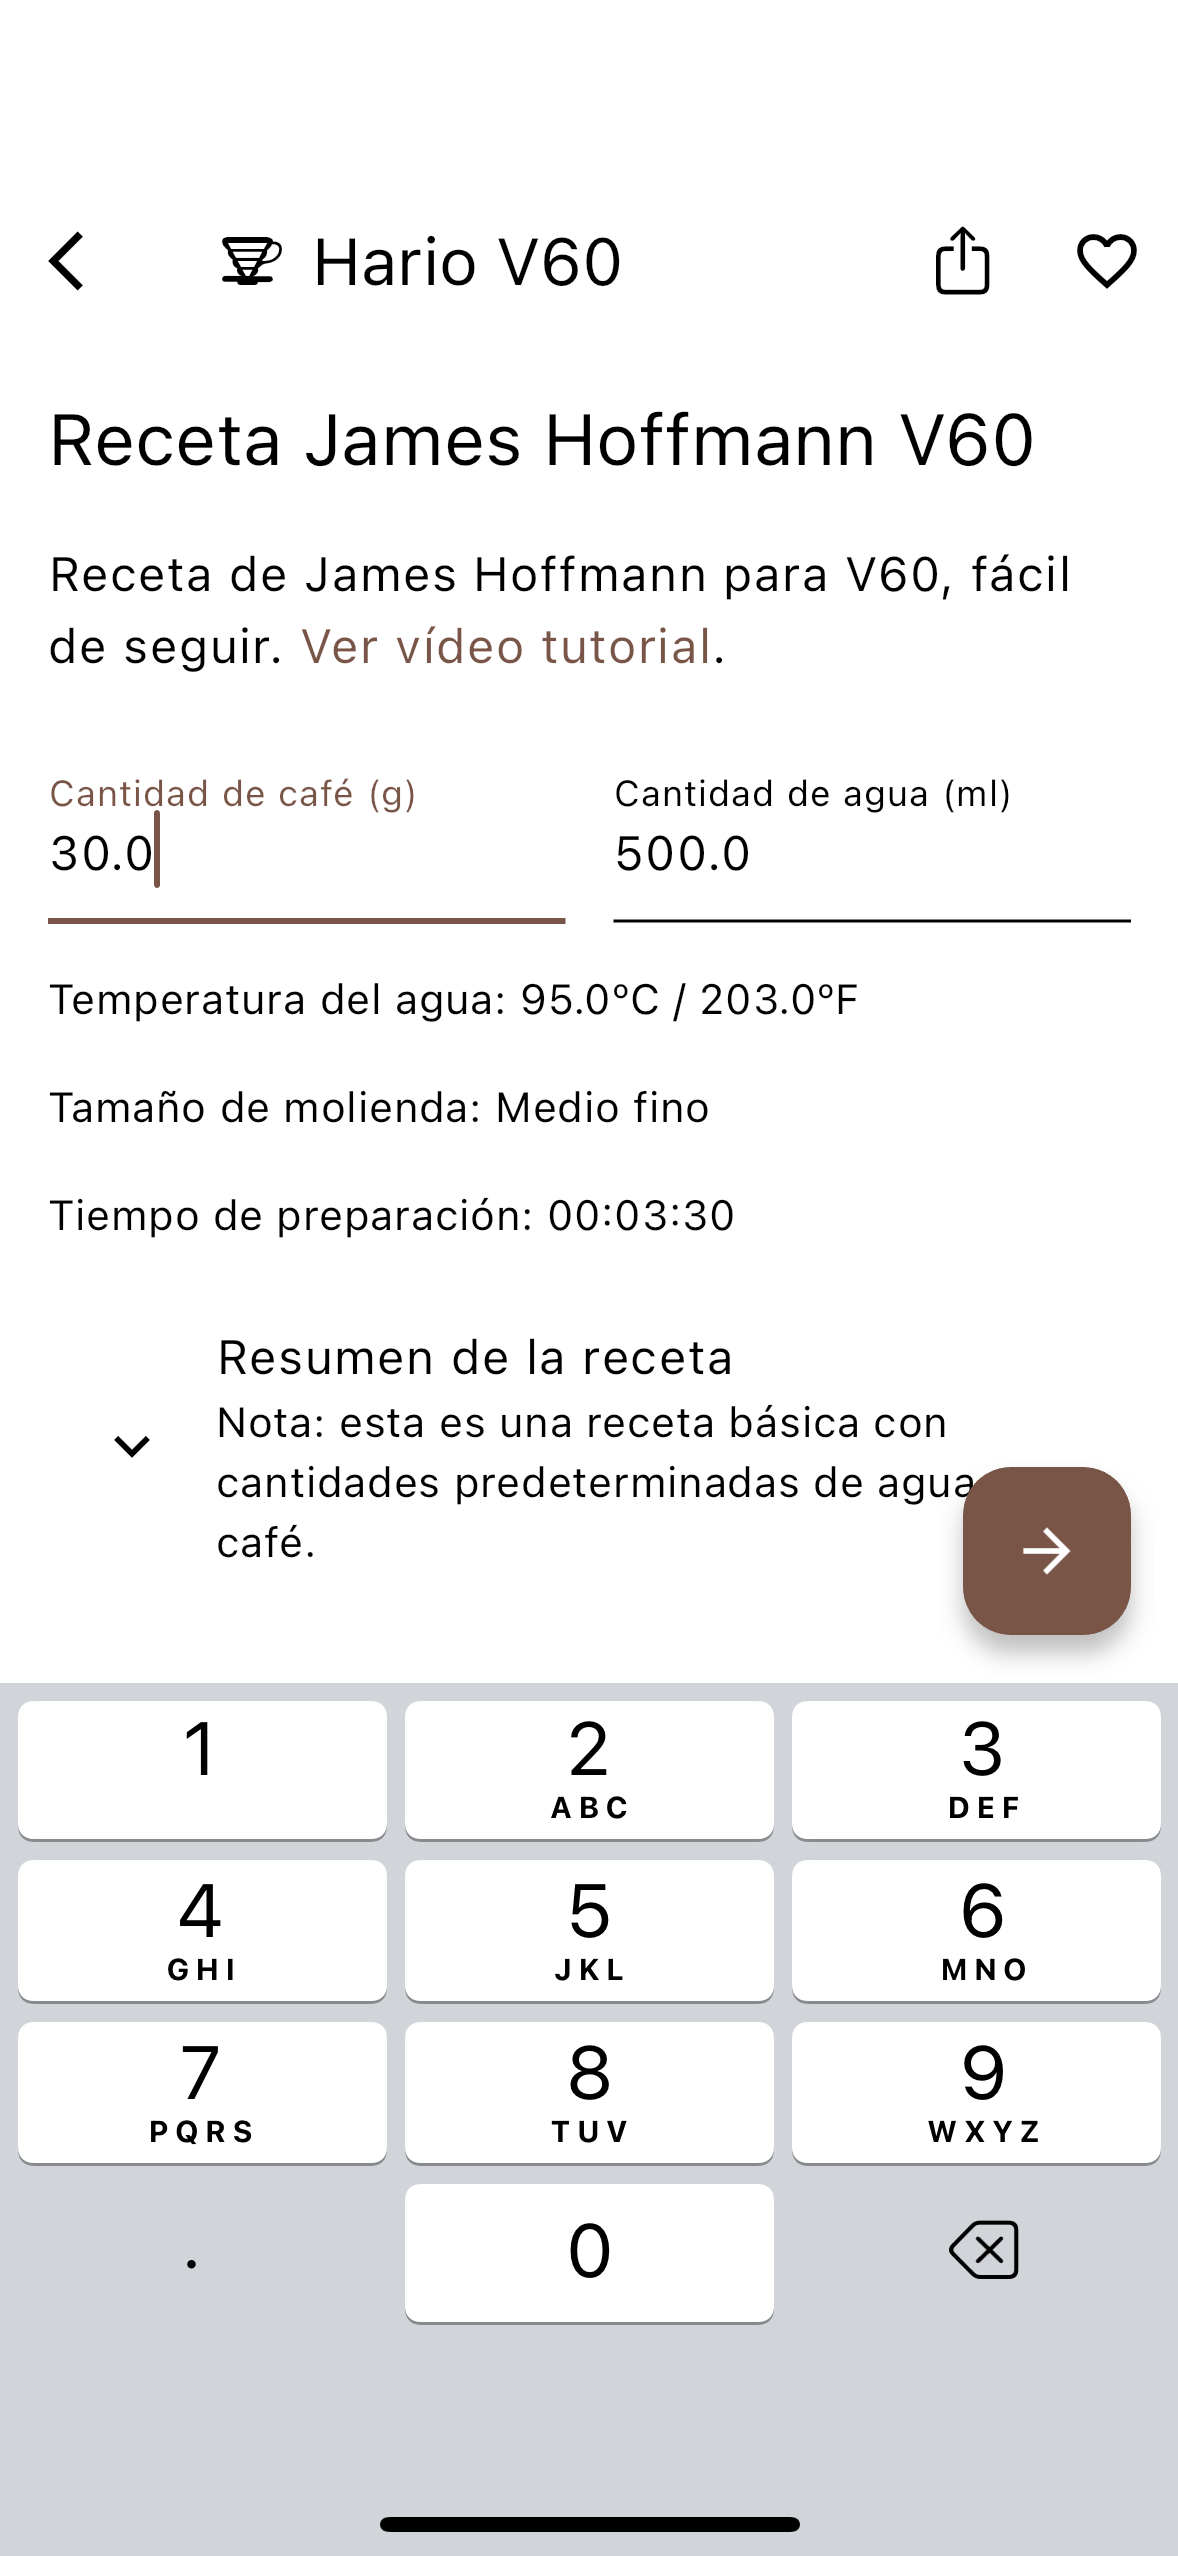 Hario V60
Receta James Hoffmann V60
Receta de James Hoffmann para V60, fácil
de seguir. Ver vídeo tutorial.
Cantidad de café (g)
30.0
Cantidad de agua (ml)
500.0
Temperatura del agua: 95.0ºC / 203.0ºF
Tamaño de molienda: Medio fino
Tiempo de preparación: 00:03:30
Resumen de la receta
Nota: esta es una receta básica con
cantidades predeterminadas de agua
café.
1
2
ABC
3
DEF
4
GHI
5
JKL
6
MNO
7
PQRS
8
TUV
9
WXYZ
.
0